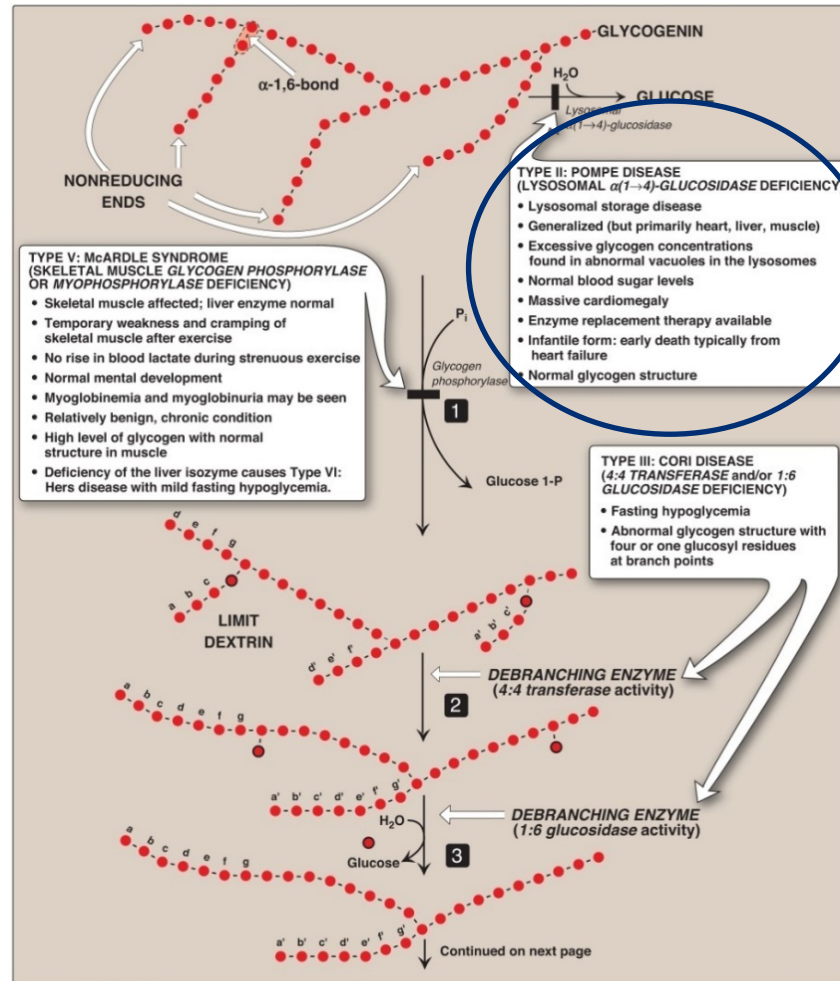 GLYCOGENIN
α-1,6-bond
H₂O
GLUCOSE
Lysosomal
α(1→4)-glucosidase
NONREDUCING
ENDS
TYPE II: POMPE DISEASE
(LYSOSOMAL α(1→4)-GLUCOSIDASE DEFICIENCY
• Lysosomal storage disease
• Generalized (but primarily heart, liver, muscle)
• Excessive glycogen concentrations
found in abnormal vacuoles in the lysosomes
• Normal blood sugar levels
• Massive cardiomegaly
• Enzyme replacement therapy available
• Infantile form: early death typically from
heart failure
• Normal glycogen structure
TYPE V: McARDLE SYNDROME
(SKELETAL MUSCLE GLYCOGEN PHOSPHORYLASE
OR MYOPHOSPHORYLASE DEFICIENCY)
• Skeletal muscle affected; liver enzyme normal
• Temporary weakness and cramping of
skeletal muscle after exercise
• No rise in blood lactate during strenuous exercise
• Normal mental development
• Myoglobinemia and myoglobinuria may be seen
• Relatively benign, chronic condition
• High level of glycogen with normal
structure in muscle
• Deficiency of the liver isozyme causes Type VI:
Hers disease with mild fasting hypoglycemia.
Pi
Glycogen
phosphorylase
1
Glucose 1-P
TYPE III: CORI DISEASE
(4:4 TRANSFERASE and/or 1:6
GLUCOSIDASE DEFICIENCY)
• Fasting hypoglycemia
• Abnormal glycogen structure with
four or one glucosyl residues
at branch points
d e f g
a b c
LIMIT
DEXTRIN
a' b' c'
d' e' f'
DEBRANCHING ENZYME
(4:4 transferase activity)
2
a b c d e f g
a' b' c' d' e' f' g'
H₂O
DEBRANCHING ENZYME
(1:6 glucosidase activity)
Glucose
3
a b c d e f g
a' b' c' d' e' f' g'
Continued on next page